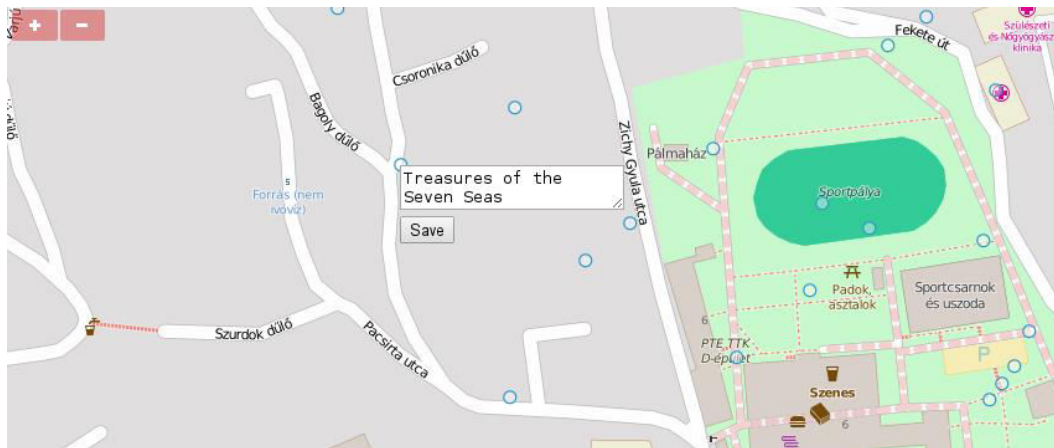 + −
Fekete út
Szülészeti
és Nőgyógyász
klinika
Csoronika dűlő
Bagoly dűlő
Zichy Gyula utca
Pálmaház
Treasures of the
Seven Seas
Save
Forrás (nem
ivóvíz)
Sportpálya
Padok,
asztalok
Sportcsarnok
és uszoda
Szurdok dűlő
Pacsirta utca
6
PTE TTK
D-épület
P
Szenes
6